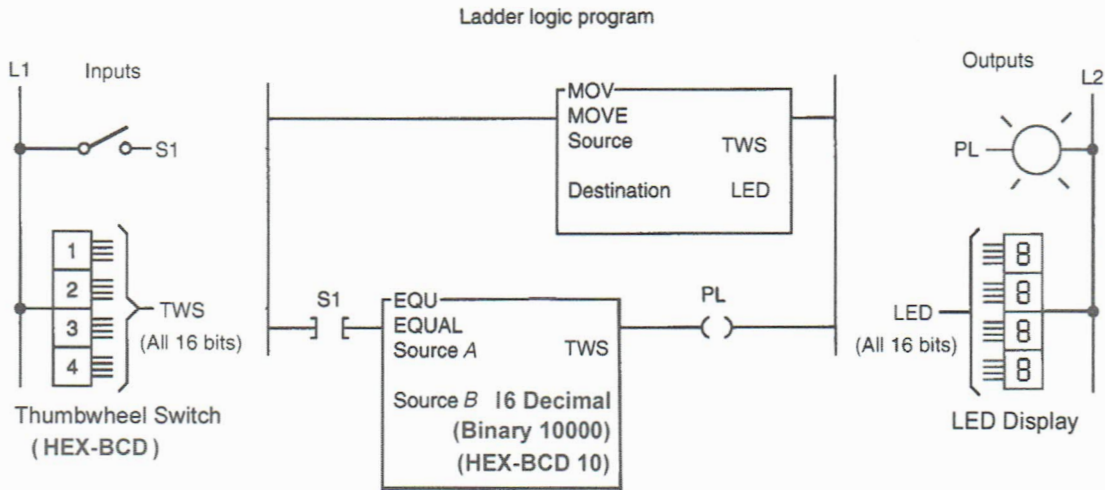 Ladder logic program
L1
Inputs
S1
1
2
3
4
TWS
(All 16 bits)
Thumbwheel Switch
( HEX-BCD )
MOV
MOVE
Source TWS
Destination LED
S1
EQU
EQUAL
Source A TWS
Source B I6 Decimal
(Binary 10000)
(HEX-BCD 10)
PL
Outputs
L2
PL
8
8
8
8
LED
(All 16 bits)
LED Display